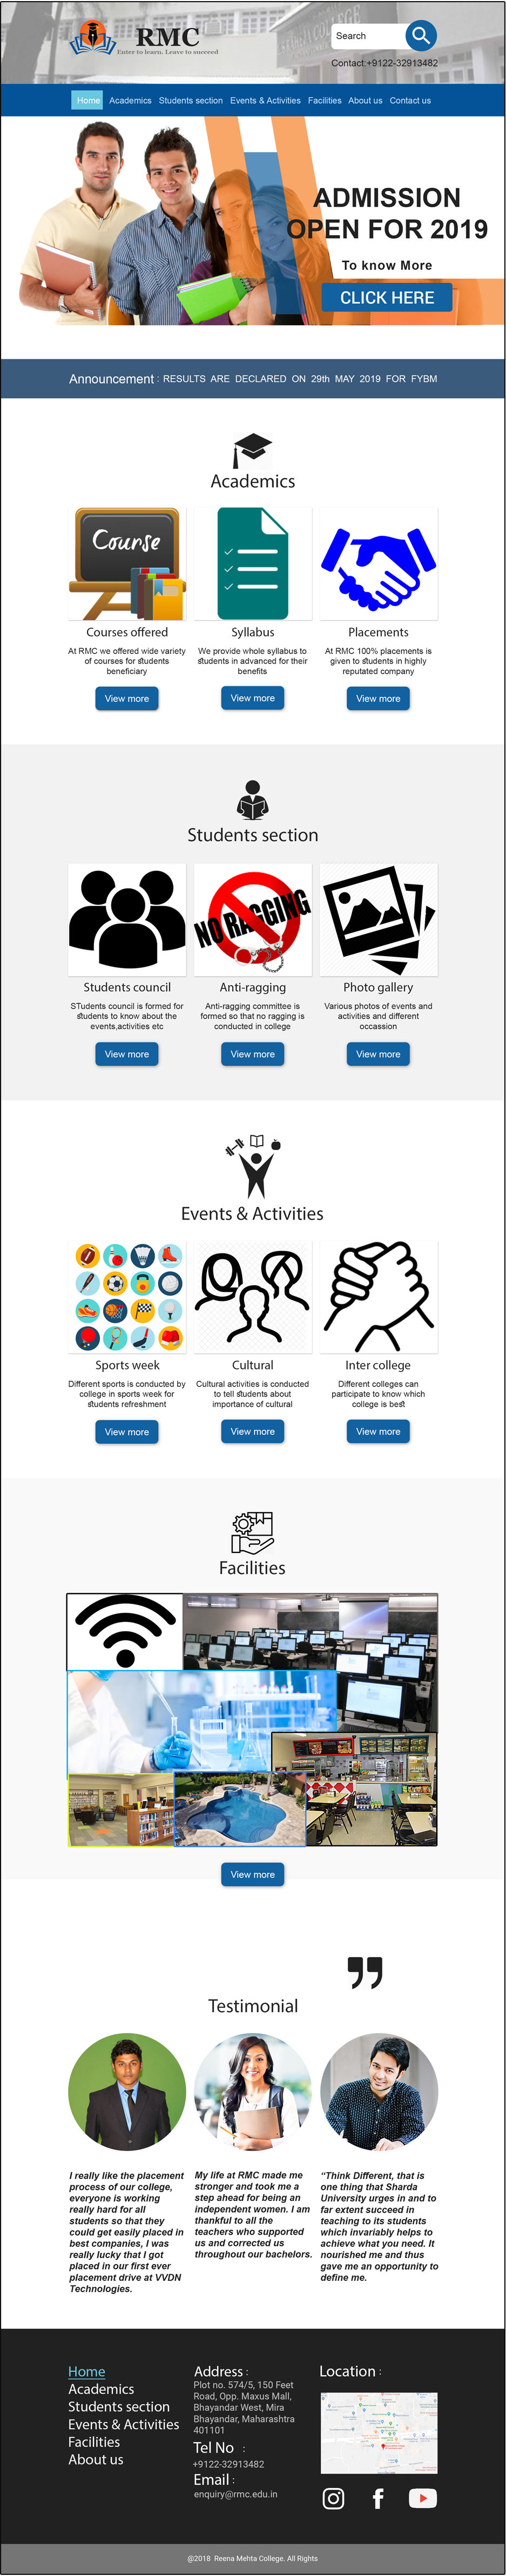 RMC
Enter to learn. Leave to succeed
Search
Contact:+9122-32913482
Home Academics Students section Events & Activities Facilities About us Contact us
ADMISSION
OPEN FOR 2019
To know More
CLICK HERE
Announcement : RESULTS ARE DECLARED ON 29th MAY 2019 FOR FYBM
Academics
Course
Courses offered
At RMC we offered wide variety
of courses for students
beneficiary
View more
Syllabus
We provide whole syllabus to
students in advanced for their
benefits
View more
Placements
At RMC 100% placements is
given to students in highly
reputated company
View more
Students section
Students council
STudents council is formed for
students to know about the
events,activities etc
View more
NO RAGGING
Anti-ragging
Anti-ragging committee is
formed so that no ragging is
conducted in college
View more
Photo gallery
Various photos of events and
activities and different
occassion
View more
Events & Activities
Sports week
Different sports is conducted by
college in sports week for
students refreshment
View more
Cultural
Cultural activities is conducted
to tell students about
importance of cultural
View more
Inter college
Different colleges can
participate to know which
college is best
View more
Facilities
View more
Testimonial
I really like the placement
process of our college,
everyone is working
really hard for all
students so that they
could get easily placed in
best companies, I was
really lucky that I got
placed in our first ever
placement drive at VVDN
Technologies.
My life at RMC made me
stronger and took me a
step ahead for being an
independent women. I am
thankful to all the
teachers who supported
us and corrected us
throughout our bachelors.
“Think Different, that is
one thing that Sharda
University urges in and to
far extent succeed in
teaching to its students
which invariably helps to
achieve what you need. It
nourished me and thus
gave me an opportunity to
define me.
Home
Academics
Students section
Events & Activities
Facilities
About us
Address :
Plot no. 574/5, 150 Feet
Road, Opp. Maxus Mall,
Bhayandar West, Mira
Bhayandar, Maharashtra
401101
Tel No :
+9122-32913482
Email :
enquiry@rmc.edu.in
Location :
@2018 Reena Mehta College. All Rights